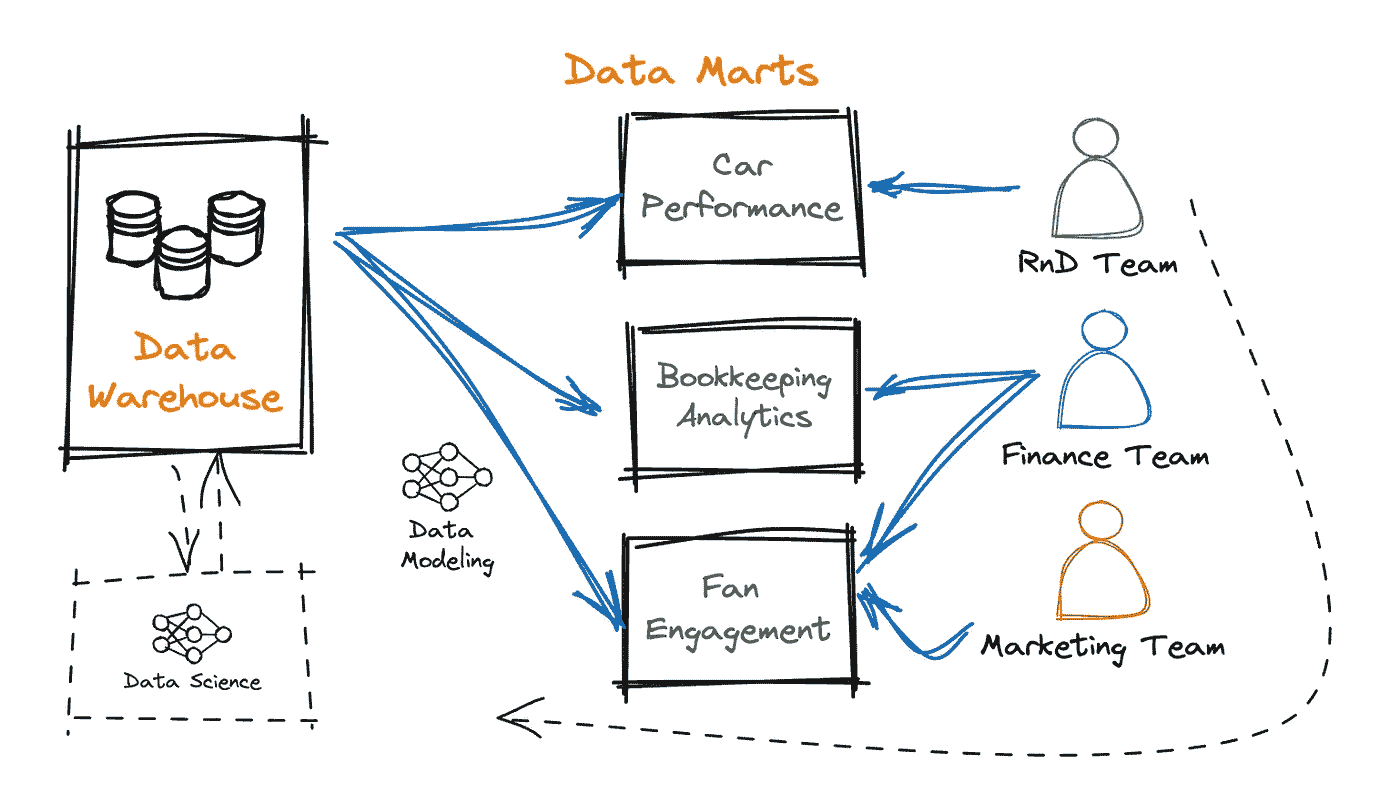 Data Marts
Data
Warehouse
Car
Performance
RnD Team
Bookkeeping
Analytics
Finance Team
Data
Modeling
Fan
Engagement
Marketing Team
Data Science